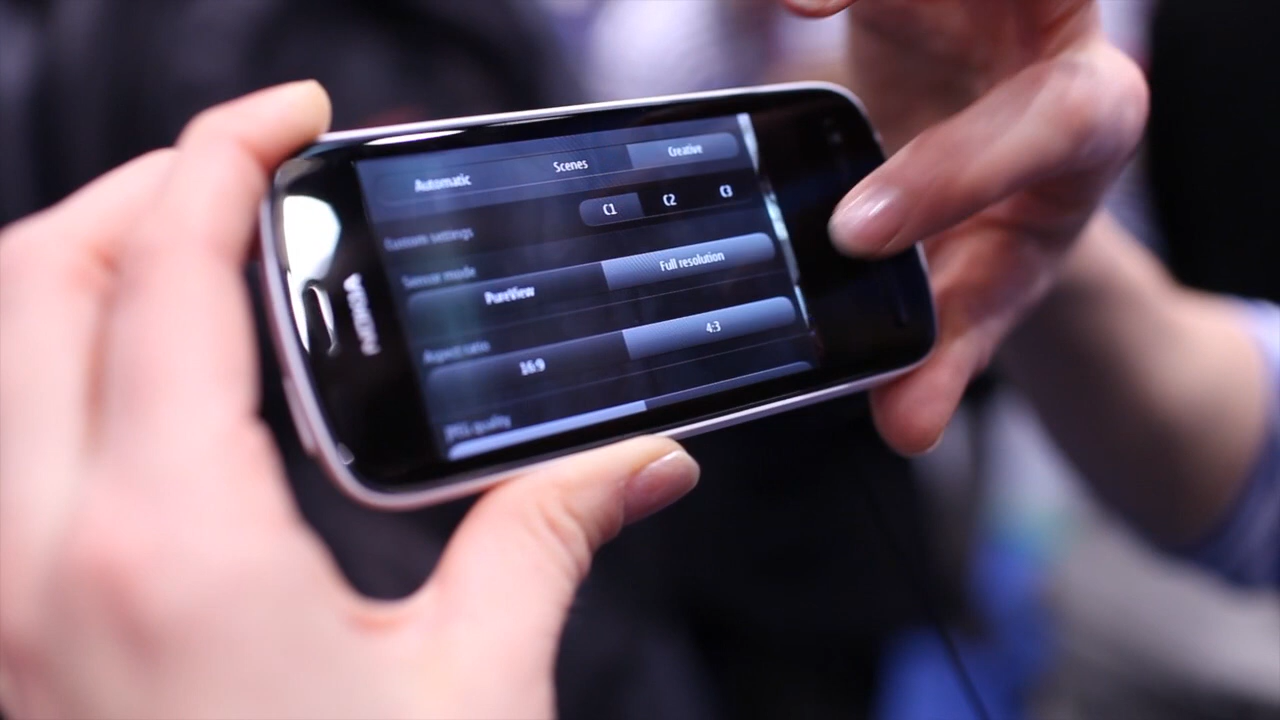 NOKIA
Automatic Scenes Creative
Custom settings C1 C2 C3
Sensor mode
PureView Full resolution
Aspect ratio
16:9 4:3
JPEG quality